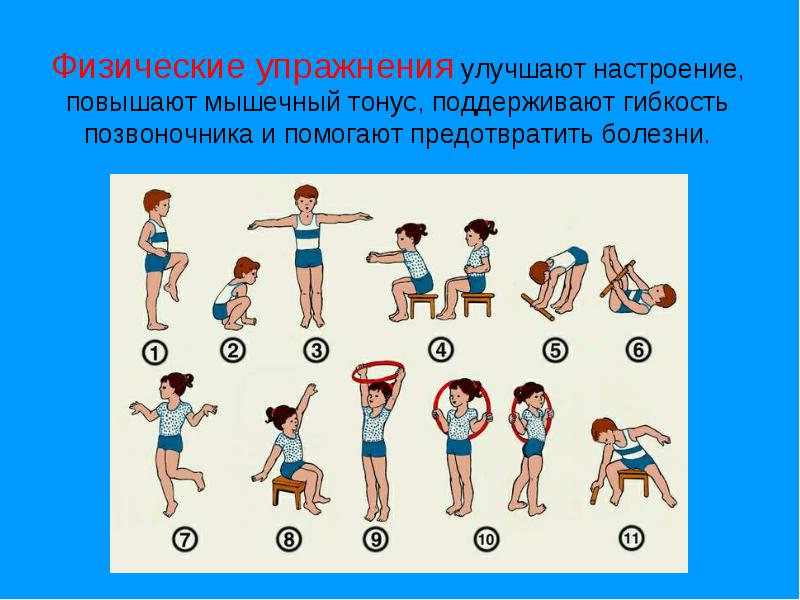 Физические упражнения улучшают настроение,
повышают мышечный тонус, поддерживают гибкость
позвоночника и помогают предотвратить болезни.
1 2 3 4 5 6
7 8 9 10 11